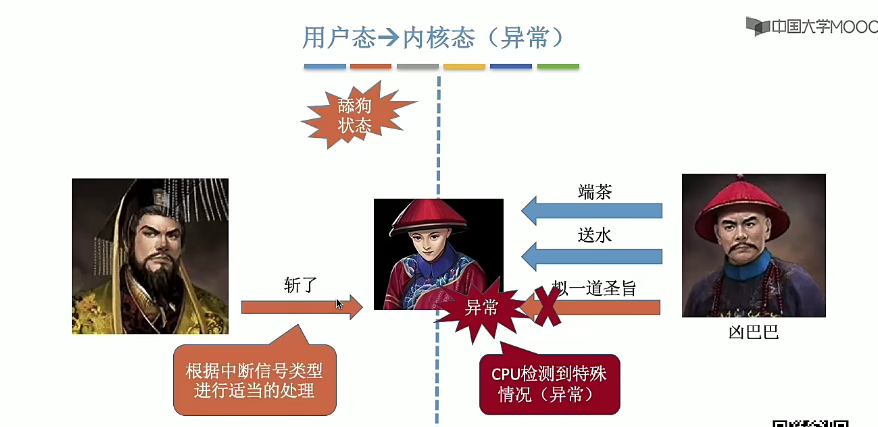 中国大学MOOC
用户态→内核态（异常）
舔狗
状态
端茶
送水
斩了
拟一道圣旨
异常
凶巴巴
根据中断信号类型
进行适当的处理
CPU检测到特殊
情况（异常）